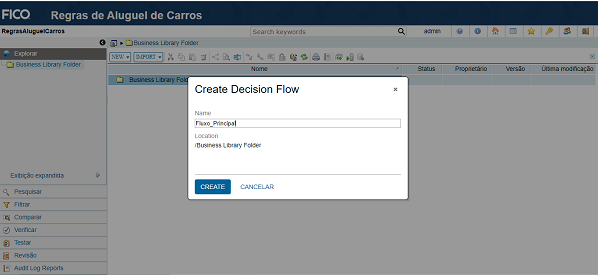 FICO Regras de Aluguel de Carros
RegrasAluguelCarros Search keywords admin
Explorar Business Library Folder
Business Library Folder NEW IMPORT
Nome Status Proprietário Versão Última modificação
Business Library Fold
Create Decision Flow
Name
Fluxo_Principal
Location
/Business Library Folder
CREATE CANCELAR
Exibição expandida
Pesquisar
Filtrar
Comparar
Verificar
Testar
Revisão
Audit Log Reports